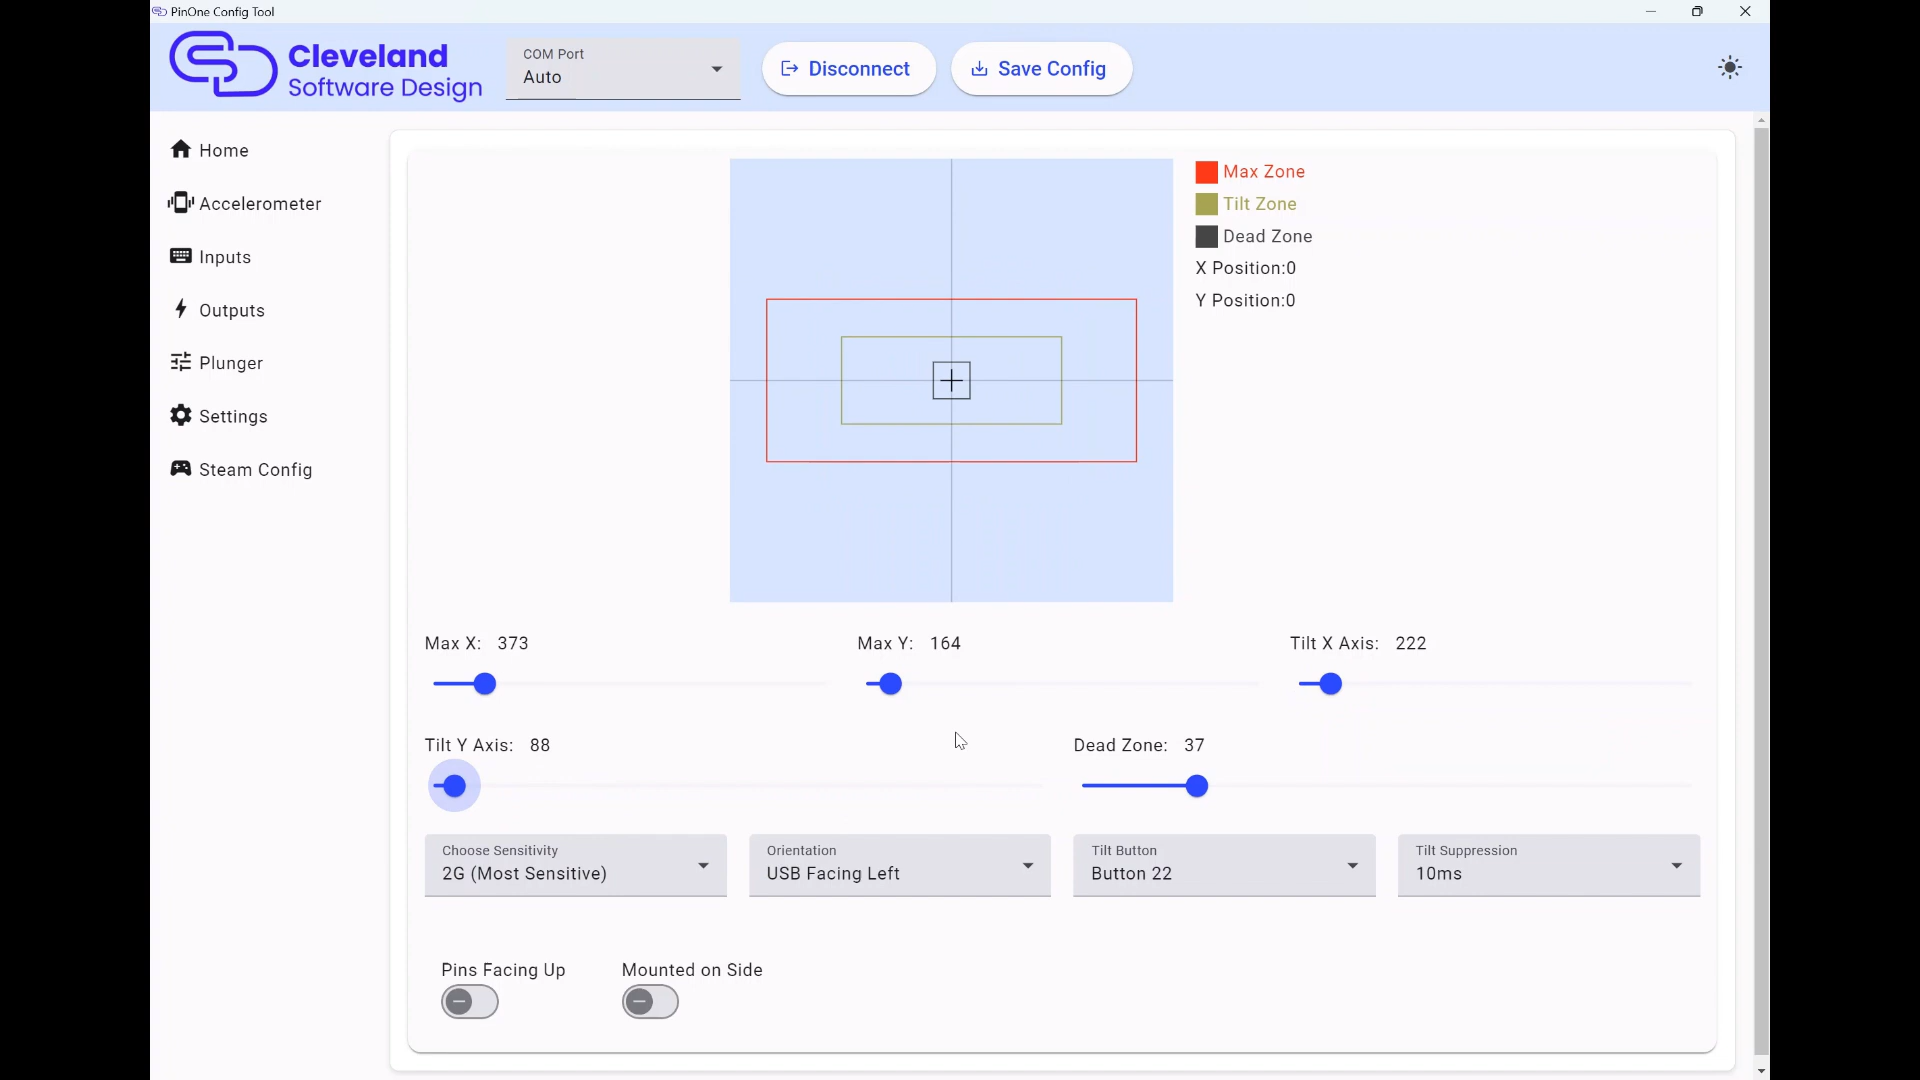 PinOne Config Tool
Cleveland
Software Design
COM Port
Auto
Disconnect
Save Config
Home
Accelerometer
Inputs
Outputs
Plunger
Settings
Steam Config
Max Zone
Tilt Zone
Dead Zone
X Position:0
Y Position:0
Max X: 373
Max Y: 164
Tilt X Axis: 222
Tilt Y Axis: 88
Dead Zone: 37
Choose Sensitivity
2G (Most Sensitive)
Orientation
USB Facing Left
Tilt Button
Button 22
Tilt Suppression
10ms
Pins Facing Up
Mounted on Side